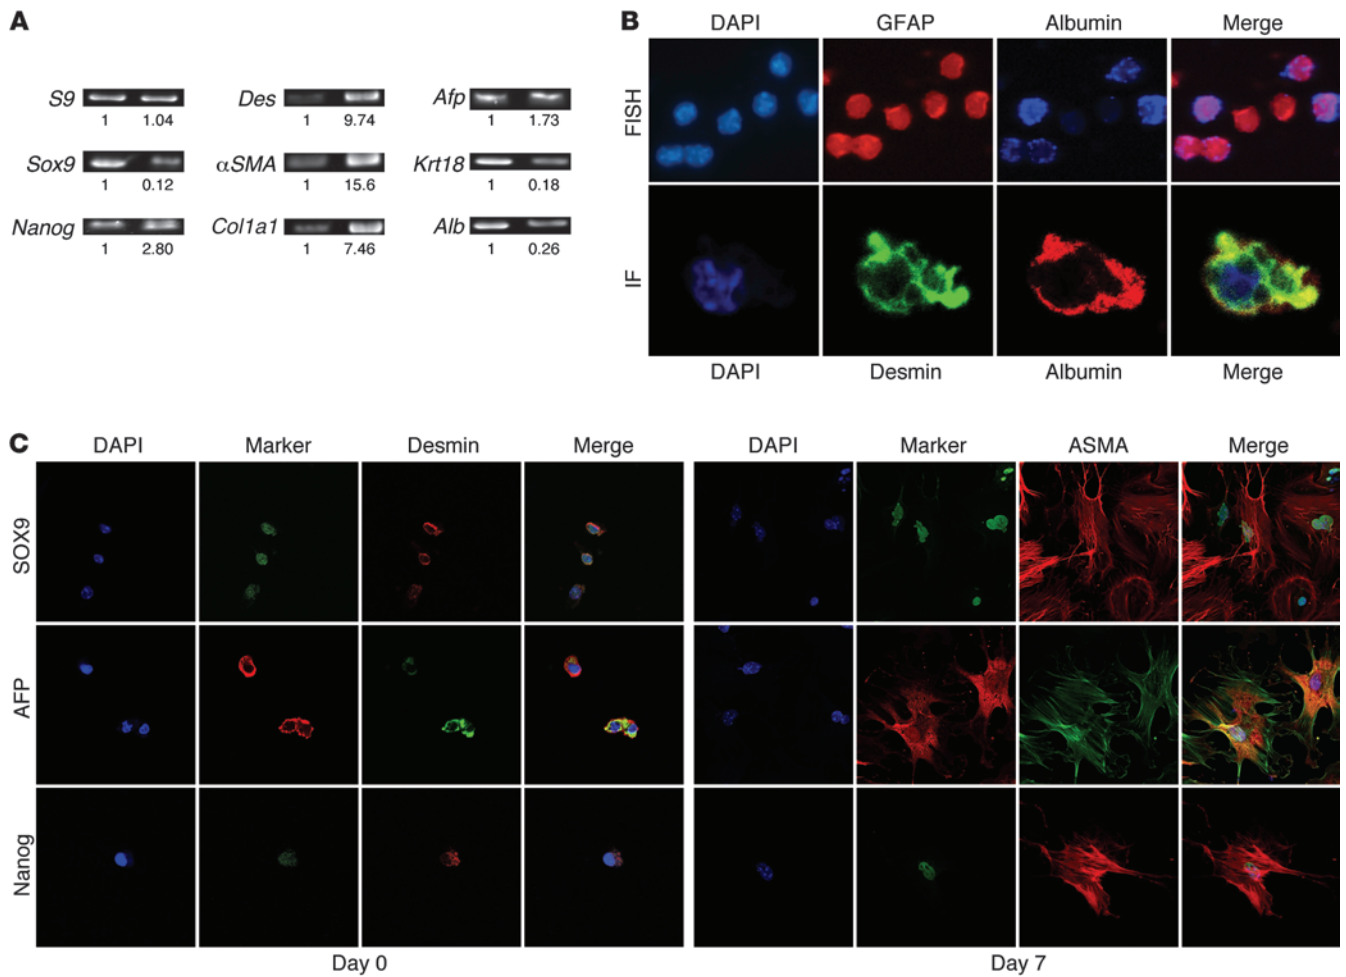 A
S9
1 1.04
Des
1 9.74
Afp
1 1.73
Sox9
1 0.12
αSMA
1 15.6
Krt18
1 0.18
Nanog
1 2.80
Col1a1
1 7.46
Alb
1 0.26
B
DAPI GFAP Albumin Merge
FISH
IF
DAPI Desmin Albumin Merge
C
DAPI Marker Desmin Merge DAPI Marker ASMA Merge
SOX9
AFP
Nanog
Day 0 Day 7